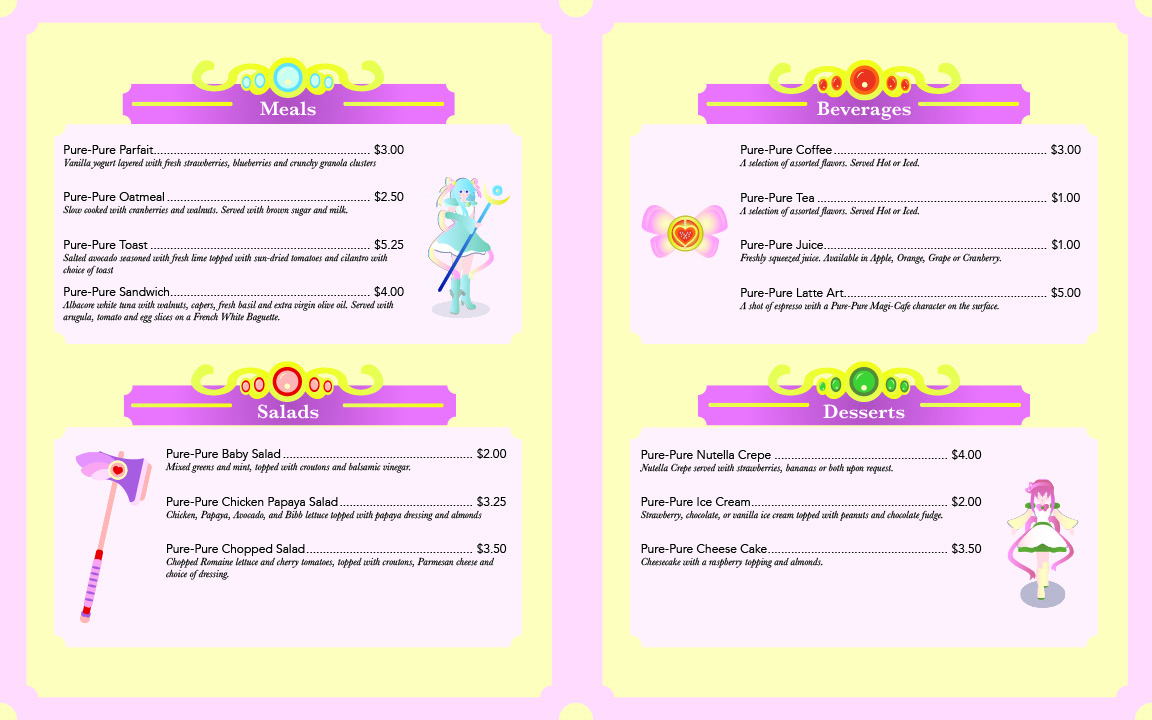 Meals
Pure-Pure Parfait.................................................................... $3.00
Vanilla yogurt layered with fresh strawberries, blueberries and crunchy granola clusters
Pure-Pure Oatmeal ................................................................ $2.50
Slow cooked with cranberries and walnuts. Served with brown sugar and milk.
Pure-Pure Toast ..................................................................... $5.25
Salted avocado seasoned with fresh lime topped with sun-dried tomatoes and cilantro with
choice of toast
Pure-Pure Sandwich............................................................... $4.00
Albacore white tuna with walnuts, capers, fresh basil and extra virgin olive oil. Served with
arugula, tomato and egg slices on a French White Baguette.
Salads
Pure-Pure Baby Salad ............................................................ $2.00
Mixed greens and mint, topped with croutons and balsamic vinegar.
Pure-Pure Chicken Papaya Salad.......................................... $3.25
Chicken, Papaya, Avocado, and Bibb lettuce topped with papaya dressing and almonds
Pure-Pure Chopped Salad..................................................... $3.50
Chopped Romaine lettuce and cherry tomatoes, topped with croutons, Parmesan cheese and
choice of dressing.
Beverages
Pure-Pure Coffee .................................................................... $3.00
A selection of assorted flavors. Served Hot or Iced.
Pure-Pure Tea ......................................................................... $1.00
A selection of assorted flavors. Served Hot or Iced.
Pure-Pure Juice....................................................................... $1.00
Freshly squeezed juice. Available in Apple, Orange, Grape or Cranberry.
Pure-Pure Latte Art................................................................. $5.00
A shot of espresso with a Pure-Pure Magi-Cafe character on the surface.
Desserts
Pure-Pure Nutella Crepe ....................................................... $4.00
Nutella Crepe served with strawberries, bananas or both upon request.
Pure-Pure Ice Cream.............................................................. $2.00
Strawberry, chocolate, or vanilla ice cream topped with peanuts and chocolate fudge.
Pure-Pure Cheese Cake......................................................... $3.50
Cheesecake with a raspberry topping and almonds.